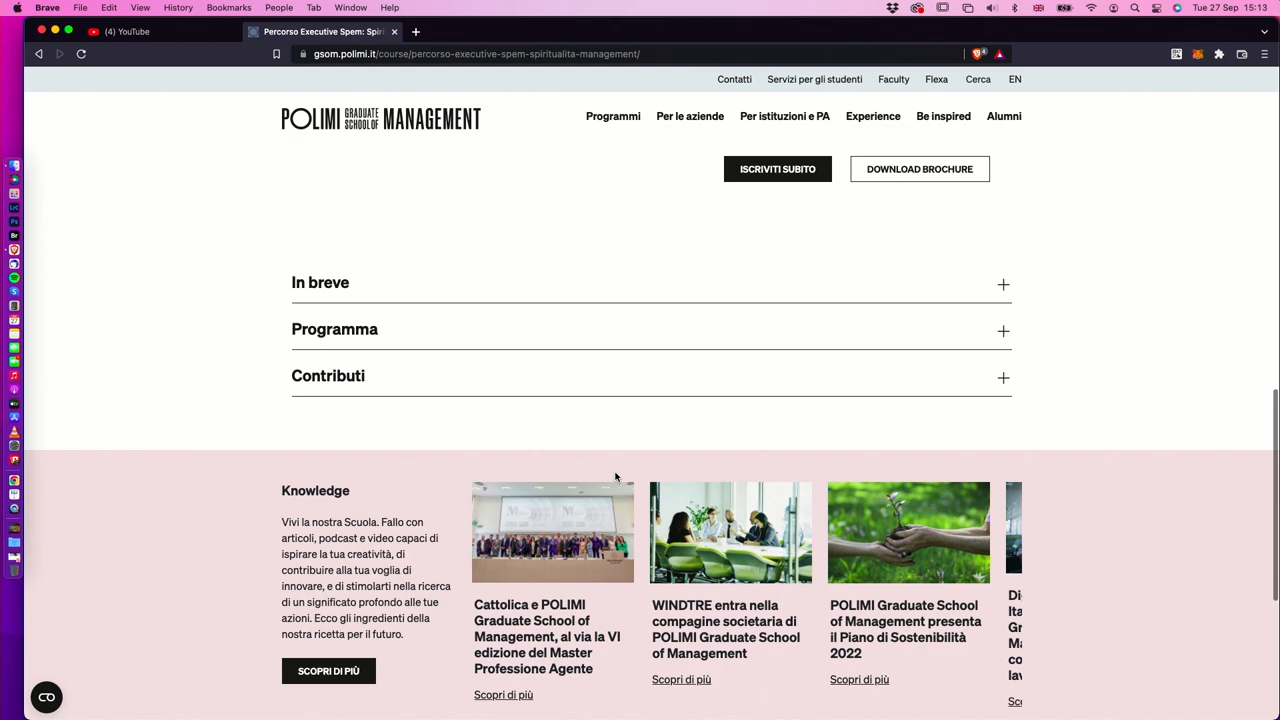 Brave File Edit View History Bookmarks People Tab Window Help
Tue 27 Sep 15:13
(4) YouTube
Percorso Executive Spem: Spiri
gsom.polimi.it/course/percorso-executive-spem-spiritualita-management/
Contatti Servizi per gli studenti Faculty Flexa Cerca EN
POLIMI GRADUATE SCHOOL OF MANAGEMENT
Programmi Per le aziende Per istituzioni e PA Experience Be inspired Alumni
ISCRIVITI SUBITO DOWNLOAD BROCHURE
In breve
Programma
Contributi
Knowledge
Vivi la nostra Scuola. Fallo con
articoli, podcast e video capaci di
ispirare la tua creatività, di
contribuire alla tua voglia di
innovare, e di stimolarti nella ricerca
di un significato profondo alle tue
azioni. Ecco gli ingredienti della
nostra ricetta per il futuro.
SCOPRI DI PIÙ
Cattolica e POLIMI
Graduate School of
Management, al via la VI
edizione del Master
Professione Agente
Scopri di più
WINDTRE entra nella
compagine societaria di
POLIMI Graduate School
of Management
Scopri di più
POLIMI Graduate School
of Management presenta
il Piano di Sostenibilità
2022
Scopri di più